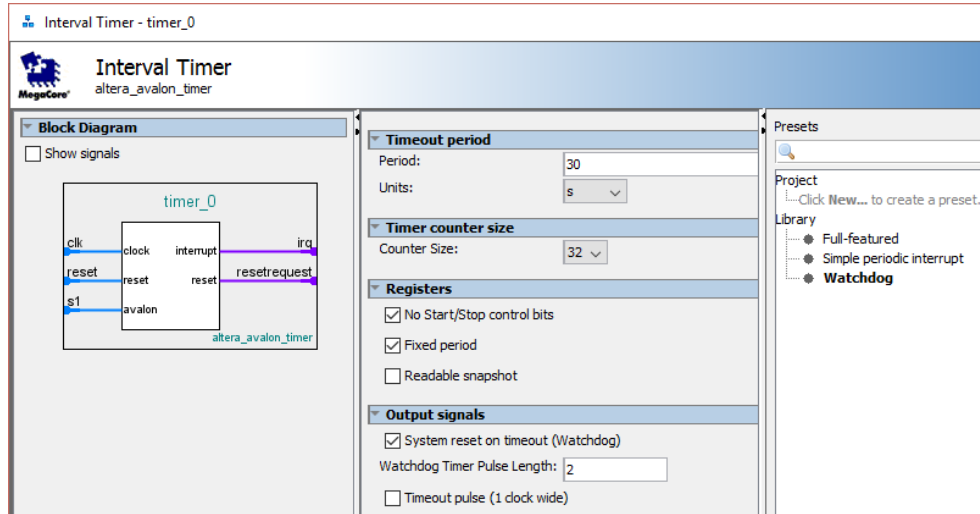 Interval Timer - timer_0
Interval Timer
altera_avalon_timer
MegaCore'
Block Diagram
Show signals
timer_0
clk
clock
interrupt
irq
reset
reset
reset
resetrequest
s1
avalon
altera_avalon_timer
Timeout period
Period:
30
Units:
s
Timer counter size
Counter Size:
32
Registers
No Start/Stop control bits
Fixed period
Readable snapshot
Output signals
System reset on timeout (Watchdog)
Watchdog Timer Pulse Length:
2
Timeout pulse (1 clock wide)
Presets
Project
Click New... to create a preset.
Library
Full-featured
Simple periodic interrupt
Watchdog